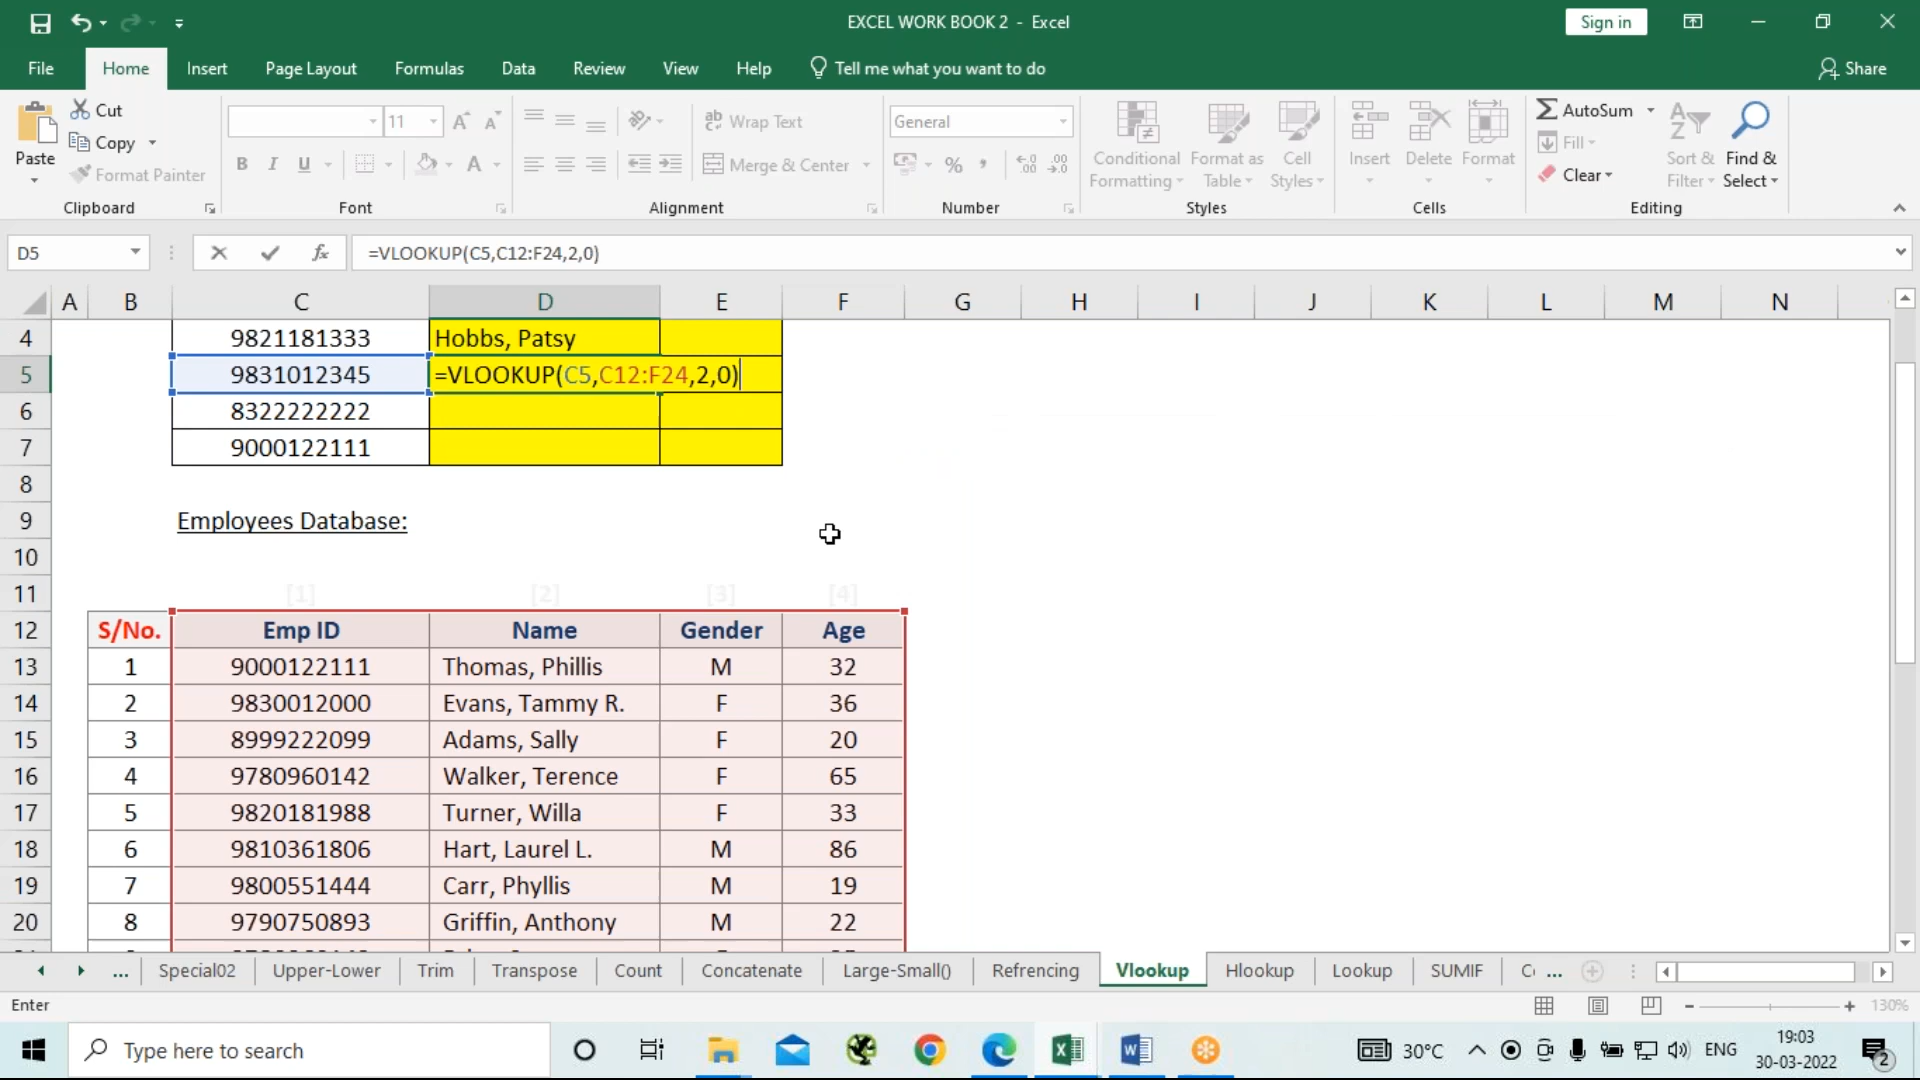 EXCEL WORK BOOK 2 - Excel
Sign in
File Home Insert Page Layout Formulas Data Review View Help Tell me what you want to do Share
Paste
Cut
Copy
Format Painter
Clipboard
11
B I U
Font
Wrap Text
Merge & Center
Alignment
General
Number
Conditional Formatting
Format as Table
Cell Styles
Styles
Insert
Delete
Format
Cells
AutoSum
Fill
Clear
Sort & Filter
Find & Select
Editing
D5 fx =VLOOKUP(C5,C12:F24,2,0)
A B C D E F G H I J K L M N
4 9821181333 Hobbs, Patsy
5 9831012345 =VLOOKUP(C5,C12:F24,2,0)
6 8322222222
7 9000122111
8
9 Employees Database:
10
11 [1] [2] [3] [4]
12 S/No. Emp ID Name Gender Age
13 1 9000122111 Thomas, Phillis M 32
14 2 9830012000 Evans, Tammy R. F 36
15 3 8999222099 Adams, Sally F 20
16 4 9780960142 Walker, Terence F 65
17 5 9820181988 Turner, Willa F 33
18 6 9810361806 Hart, Laurel L. M 86
19 7 9800551444 Carr, Phyllis M 19
20 8 9790750893 Griffin, Anthony M 22
... Special02 Upper-Lower Trim Transpose Count Concatenate Large-Small() Refrencing Vlookup Hlookup Lookup SUMIF ...
Enter 130%
Type here to search 30°C ENG 19:03
30-03-2022 2